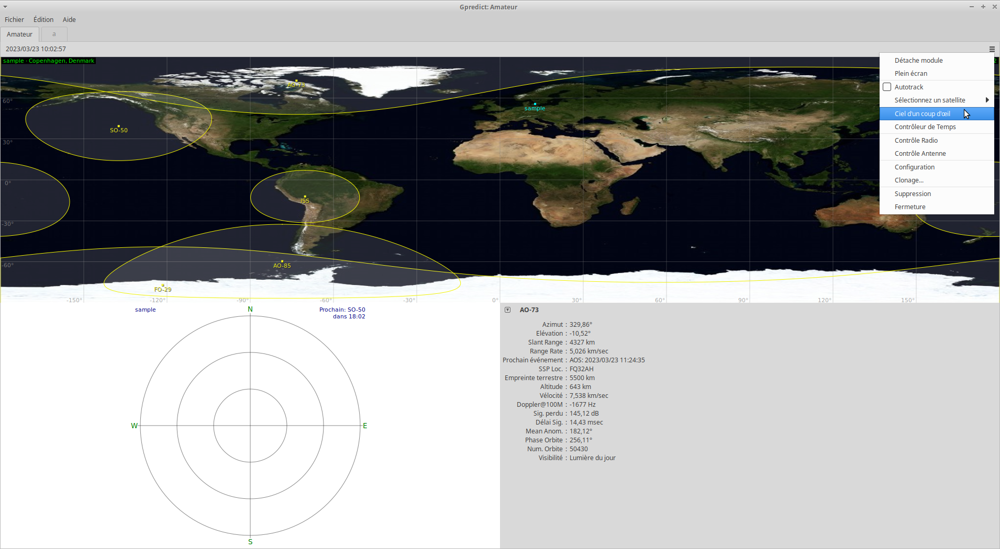 Gpredict: Amateur
Fichier Édition Aide
Amateur a
2023/03/23 10:02:57
sample - Copenhagen, Denmark
2
Détache module
Plein écran
Autotrack
Sélectionnez un satellite
Ciel d'un coup d'œil
Contrôleur de Temps
Contrôle Radio
Contrôle Antenne
Configuration
Clonage...
Suppression
Fermeture
AO-73
60°
sample
SO-50
30°
0°
ISS
-30°
-60°
AO-85
FO-29
-150° -120° -90° -60° -30° 0° 30° 60° 90° 120° 150°
sample
N
Prochain: SO-50
dans 18:02
W
E
S
AO-73
Azimut : 329,86°
Elévation : -10,52°
Slant Range : 4327 km
Range Rate : 5,026 km/sec
Prochain événement : AOS: 2023/03/23 11:24:35
SSP Loc. : FQ32AH
Empreinte terrestre : 5500 km
Altitude : 643 km
Vélocité : 7,538 km/sec
Doppler@100M : -1677 Hz
Sig. perdu : 145,12 dB
Délai Sig. : 14,43 msec
Mean Anom. : 182,12°
Phase Orbite : 256,11°
Num. Orbite : 50430
Visibilité : Lumière du jour